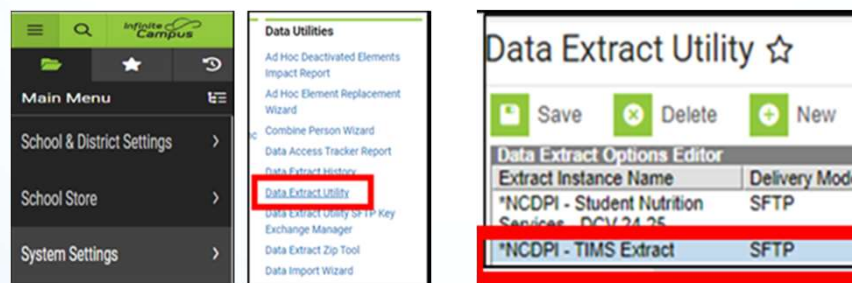 Infinite Campus
Main Menu
School & District Settings
School Store
System Settings
Data Utilities
Ad Hoc Deactivated Elements
Impact Report
Ad Hoc Element Replacement
Wizard
Combine Person Wizard
Data Access Tracker Report
Data Extract History
Data Extract Utility
Data Extract Utility SFTP Key
Exchange Manager
Data Extract Zip Tool
Data Import Wizard
Data Extract Utility
Save Delete New
Data Extract Options Editor
Extract Instance Name Delivery Mode
*NCDPI - Student Nutrition SFTP
Services - DCV 24-25
*NCDPI - TIMS Extract SFTP